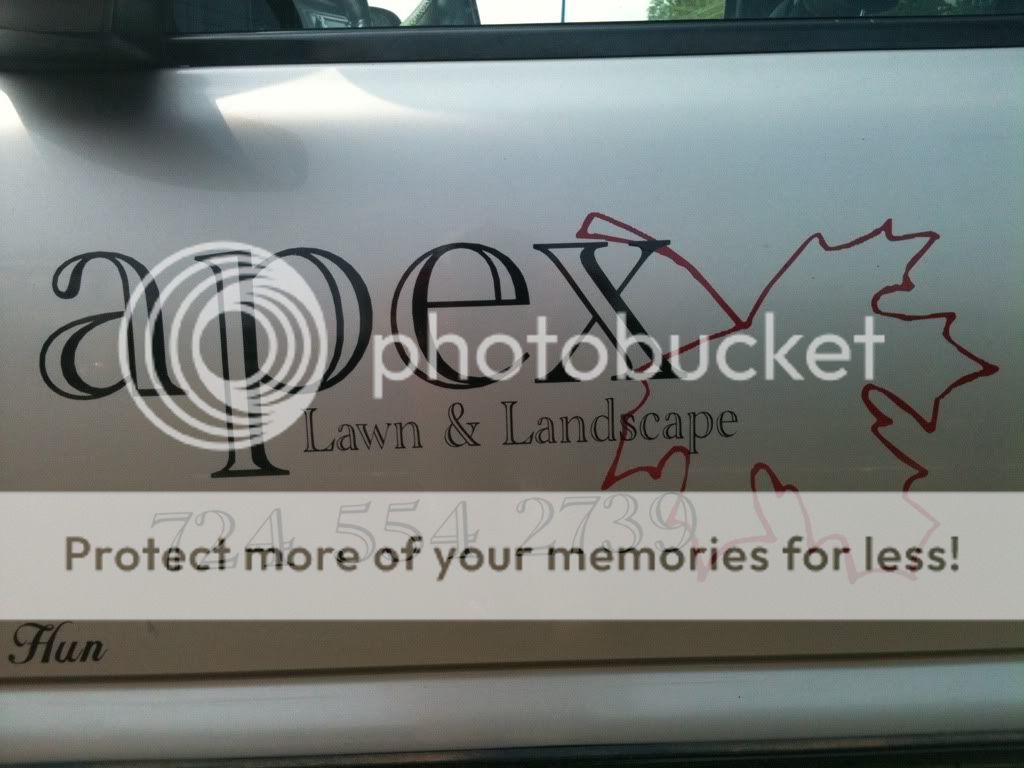 apex
photobucket
Lawn & Landscape
724 554 2739
Protect more of your memories for less!
Hun